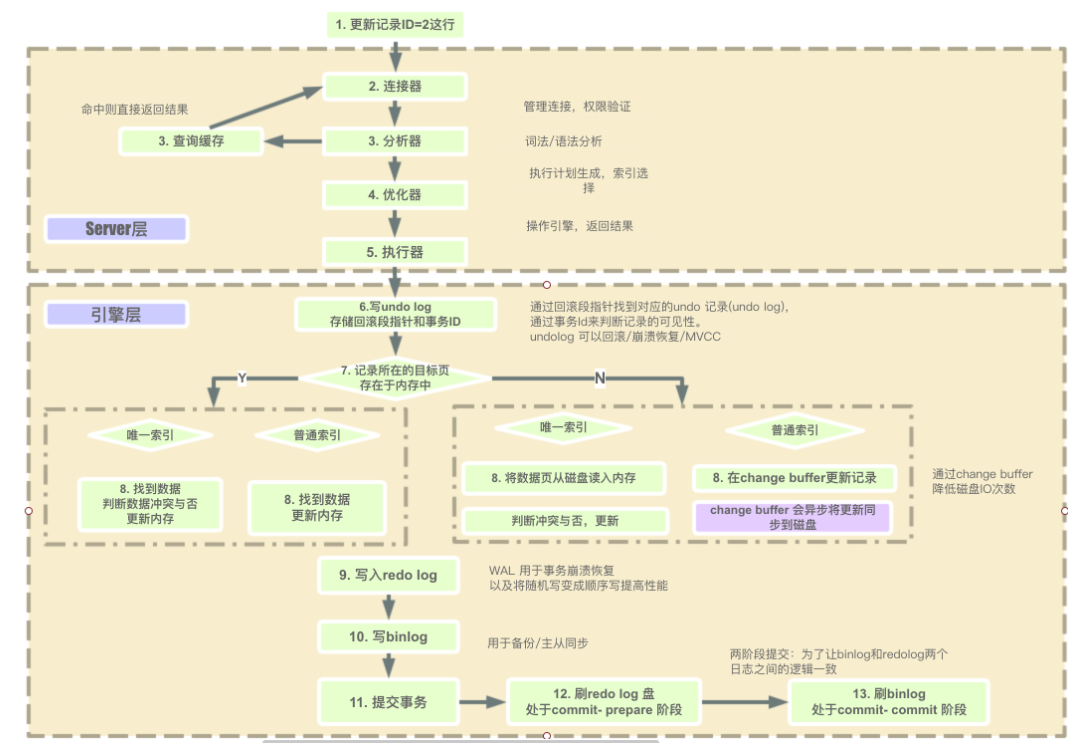 1. 更新记录ID=2这行
2. 连接器
命中则直接返回结果
管理连接，权限验证
3. 查询缓存
3. 分析器
词法/语法分析
执行计划生成，索引选
择
4. 优化器
Server层
操作引擎，返回结果
5. 执行器
引擎层
6.写undo log
存储回滚段指针和事务ID
通过回滚段指针找到对应的undo 记录(undo log),
通过事务Id来判断记录的可见性。
undolog 可以回滚/崩溃恢复/MVCC
7. 记录所在的目标页
存在于内存中
Y
N
唯一索引
普通索引
唯一索引
普通索引
8. 找到数据
判断数据冲突与否
更新内存
8. 找到数据
更新内存
8. 将数据页从磁盘读入内存
判断冲突与否，更新
8. 在change buffer更新记录
change buffer 会异步将更新同
步到磁盘
通过change buffer
降低磁盘IO次数
9. 写入redo log
WAL 用于事务崩溃恢复
以及将随机写变成顺序写提高性能
10. 写binlog
用于备份/主从同步
两阶段提交：为了让binlog和redolog两个
日志之间的逻辑一致
11. 提交事务
12. 刷redo log 盘
处于commit- prepare 阶段
13. 刷binlog
处于commit- commit 阶段